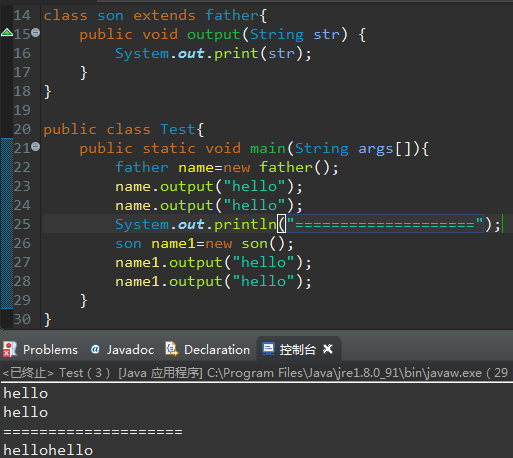 14 class son extends father{
15 public void output(String str) {
16 System.out.print(str);
17 }
18 }
19
20 public class Test{
21 public static void main(String args[]){
22 father name=new father();
23 name.output("hello");
24 name.output("hello");
25 System.out.println("====================");
26 son name1=new son();
27 name1.output("hello");
28 name1.output("hello");
29 }
30 }
Problems @ Javadoc Declaration 控制台
<已终止> Test (3) [Java 应用程序] C:\Program Files\Java\jre1.8.0_91\bin\javaw.exe (29
hello
hello
====================
hellohello